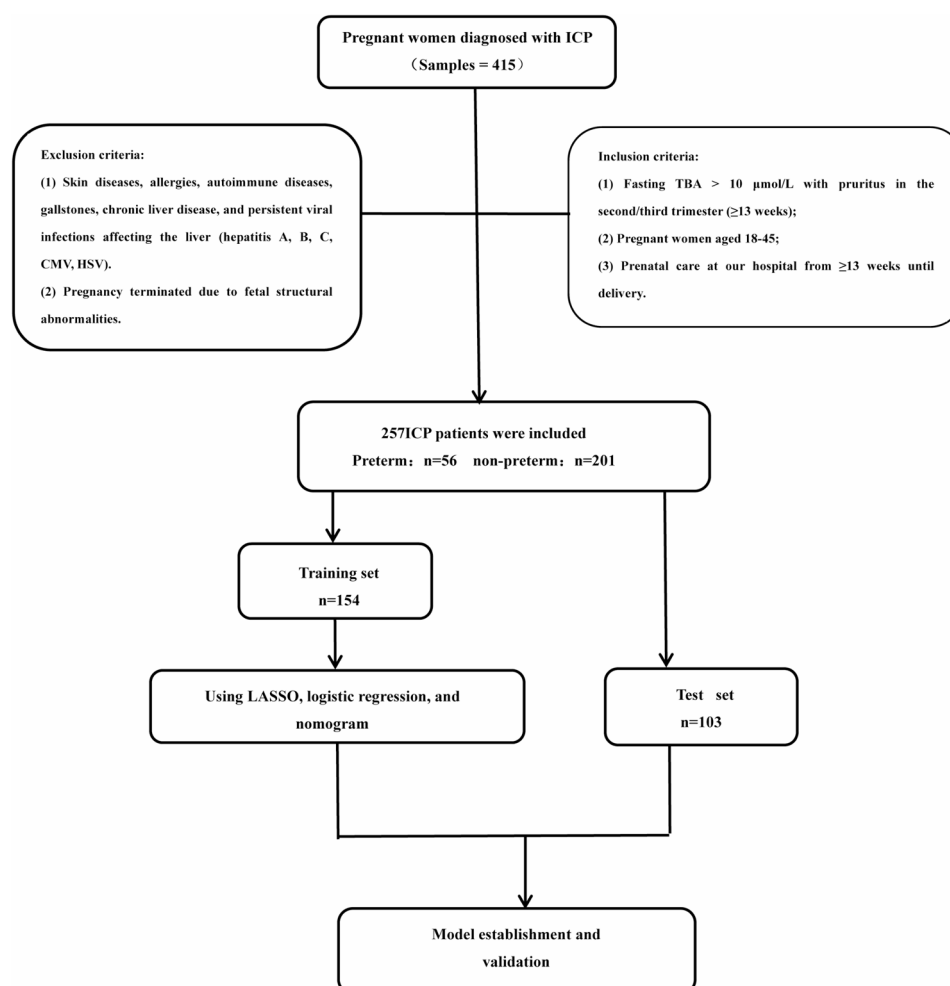 Pregnant women diagnosed with ICP
（Samples = 415）
Exclusion criteria:
(1) Skin diseases, allergies, autoimmune diseases,
gallstones, chronic liver disease, and persistent viral
infections affecting the liver (hepatitis A, B, C,
CMV, HSV).
(2) Pregnancy terminated due to fetal structural
abnormalities.
Inclusion criteria:
(1) Fasting TBA > 10 μmol/L with pruritus in the
second/third trimester (≥13 weeks);
(2) Pregnant women aged 18-45;
(3) Prenatal care at our hospital from ≥13 weeks until
delivery.
257ICP patients were included
Preterm：n=56 non-preterm：n=201
Training set
n=154
Using LASSO, logistic regression, and
nomogram
Test set
n=103
Model establishment and
validation